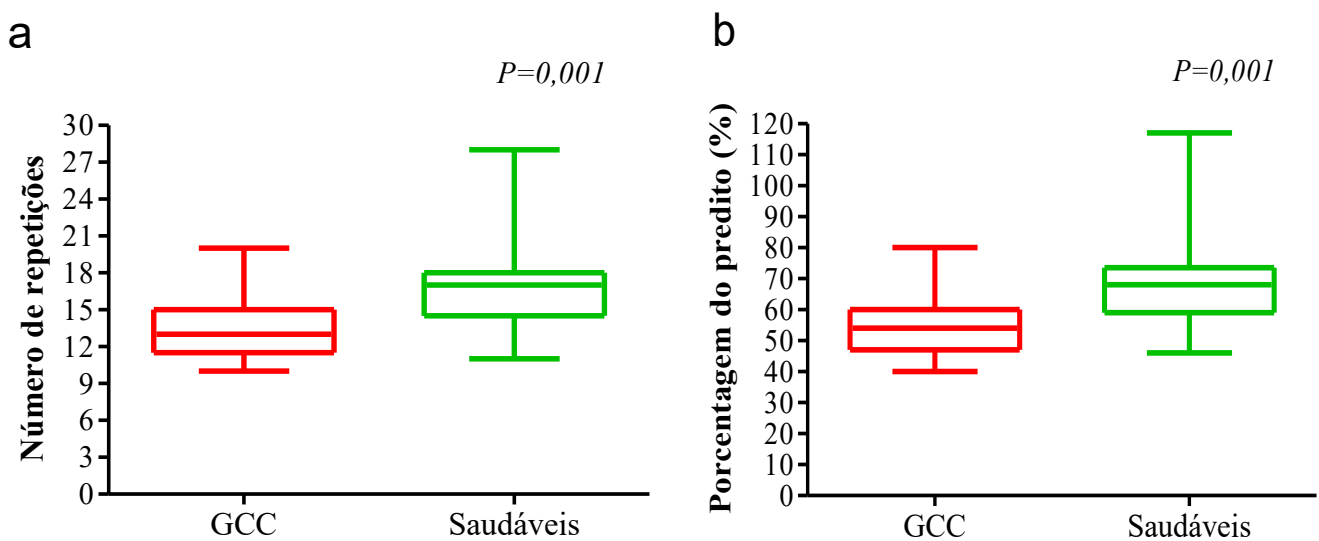 a
P=0,001
Número de repetições
30
27
24
21
18
15
12
9
6
3
0
GCC
Saudáveis
b
P=0,001
Porcentagem do predito (%)
120
110
100
90
80
70
60
50
40
30
20
10
0
GCC
Saudáveis